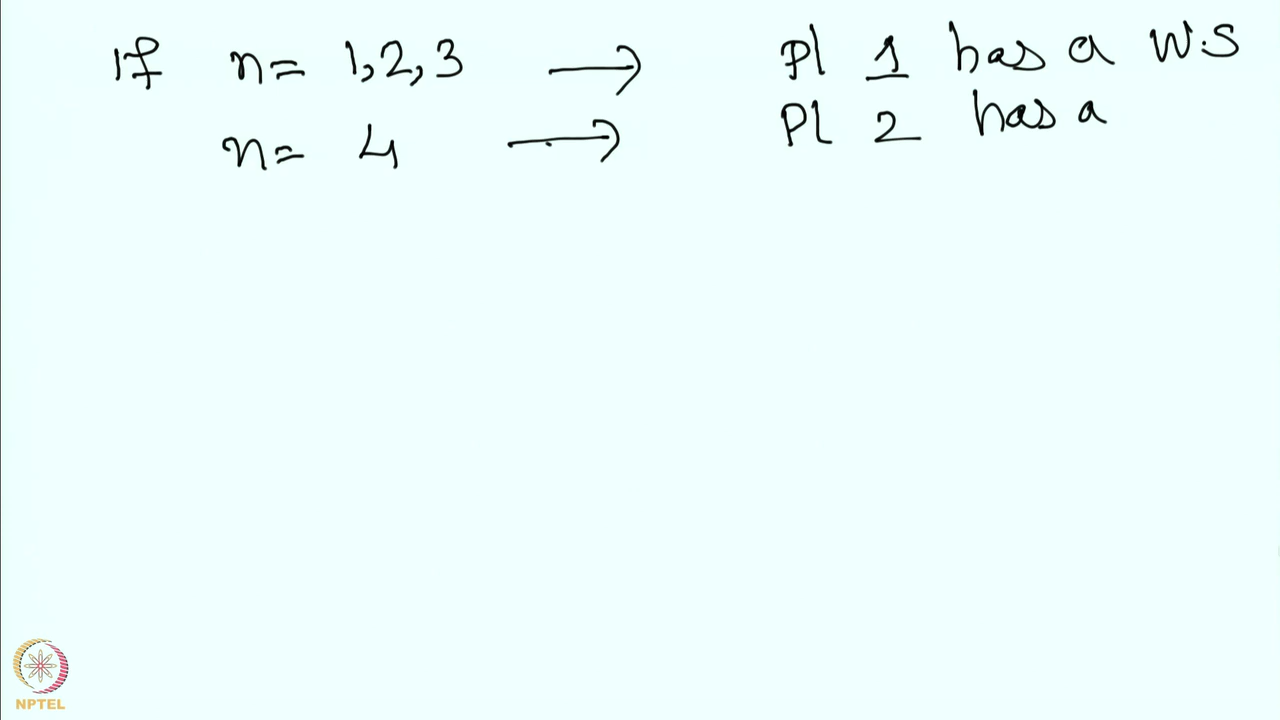 If n= 1,2,3 → Pl 1 has a W.S
n= 4 → Pl 2 has a
NPTEL